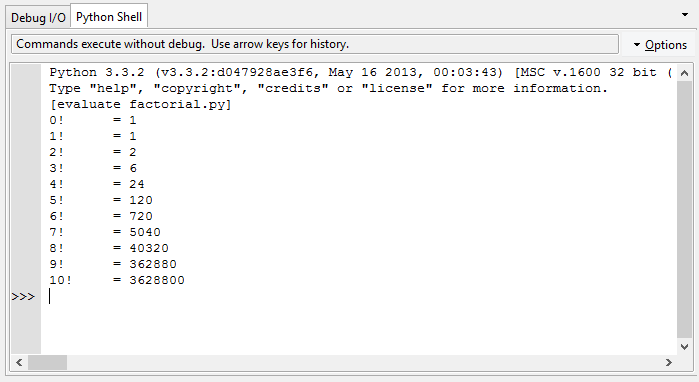 Debug I/O Python Shell
Commands execute without debug.  Use arrow keys for history.
Options
Python 3.3.2 (v3.3.2:d047928ae3f6, May 16 2013, 00:03:43) [MSC v.1600 32 bit (
Type "help", "copyright", "credits" or "license" for more information.
[evaluate factorial.py]
0!      = 1
1!      = 1
2!      = 2
3!      = 6
4!      = 24
5!      = 120
6!      = 720
7!      = 5040
8!      = 40320
9!      = 362880
10!     = 3628800
>>>